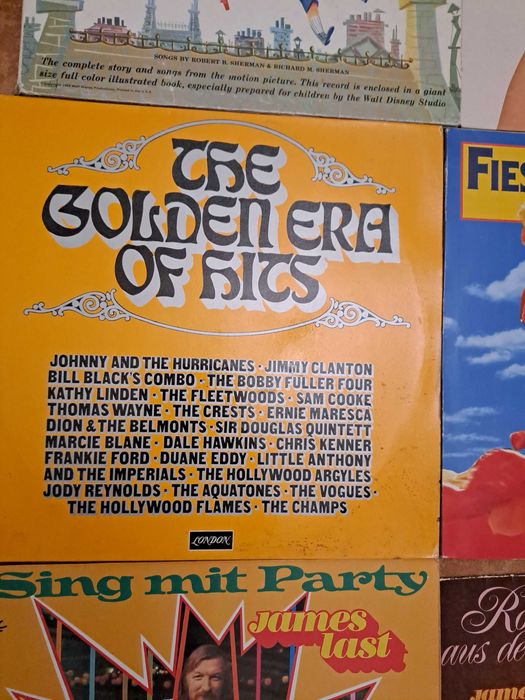 SONGS BY ROBERT B. SHERMAN & RICHARD M. SHERMAN
The complete story and songs from the motion picture. This record is enclosed in a giant
size full color illustrated book, especially prepared for children by the Walt Disney Studio
THE
GOLDEN ERA
OF HITS
JOHNNY AND THE HURRICANES · JIMMY CLANTON
BILL BLACK'S COMBO · THE BOBBY FULLER FOUR
KATHY LINDEN · THE FLEETWOODS · SAM COOKE
THOMAS WAYNE · THE CRESTS · ERNIE MARESCA
DION & THE BELMONTS · SIR DOUGLAS QUINTETT
MARCIE BLANE · DALE HAWKINS · CHRIS KENNER
FRANKIE FORD · DUANE EDDY · LITTLE ANTHONY
AND THE IMPERIALS · THE HOLLYWOOD ARGYLES
JODY REYNOLDS · THE AQUATONES · THE VOGUES ·
THE HOLLYWOOD FLAMES · THE CHAMPS
LONDON
FIES
Sing mit Party
james
last
aus de
james